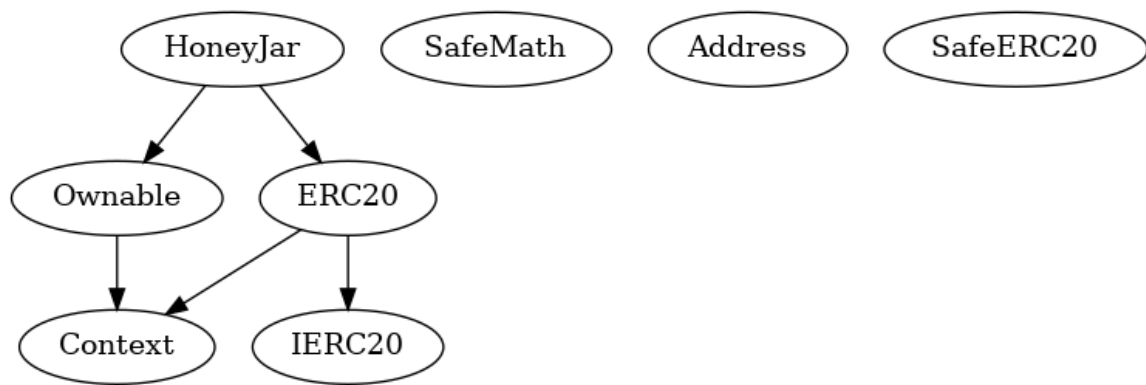 HoneyJar SafeMath Address SafeERC20
Ownable ERC20
Context IERC20